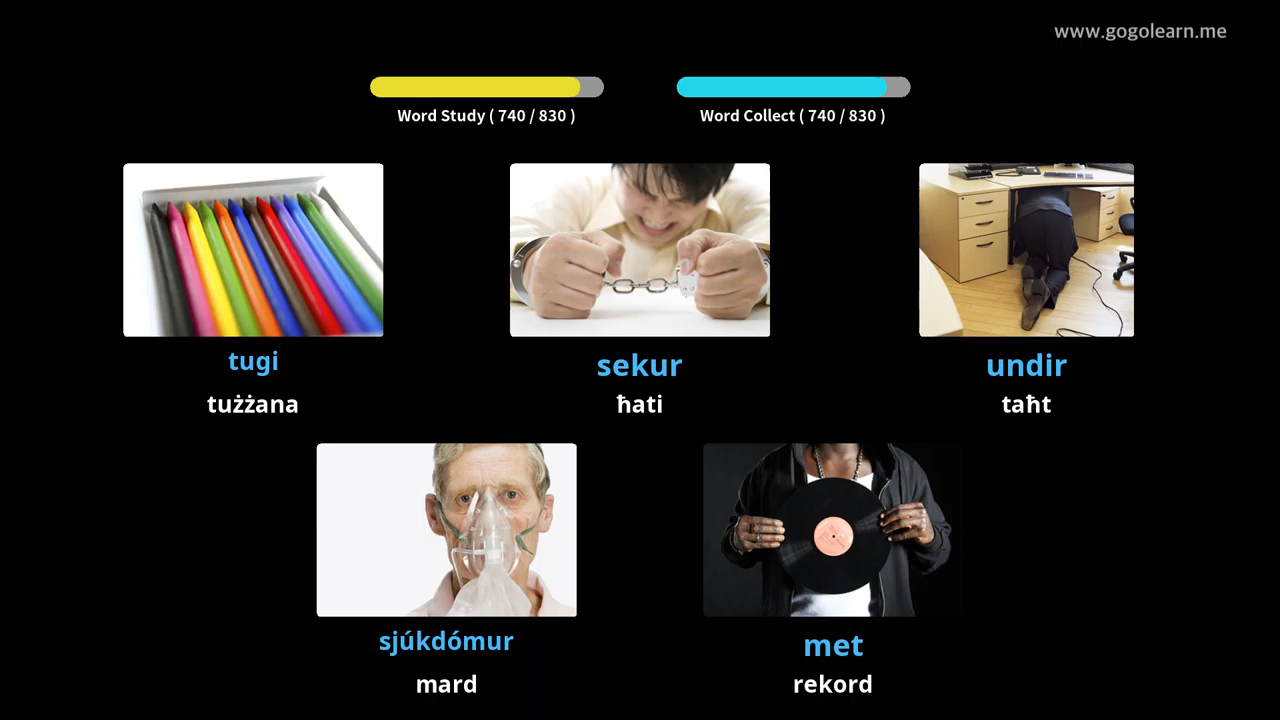 www.gogolearn.me
Word Study ( 740 / 830 )
Word Collect ( 740 / 830 )
tugi
tużżana
sekur
ħati
undir
taħt
sjúkdómur
mard
met
rekord